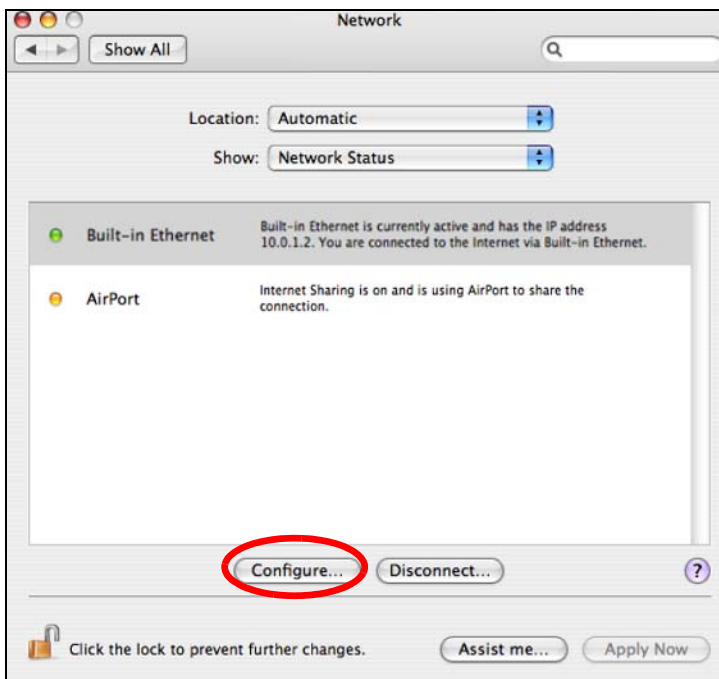 Network
Show All
Location: Automatic
Show: Network Status
Built-in Ethernet
Built-in Ethernet is currently active and has the IP address
10.0.1.2. You are connected to the Internet via Built-in Ethernet.
AirPort
Internet Sharing is on and is using AirPort to share the
connection.
Configure... Disconnect... ?
Click the lock to prevent further changes. Assist me... Apply Now